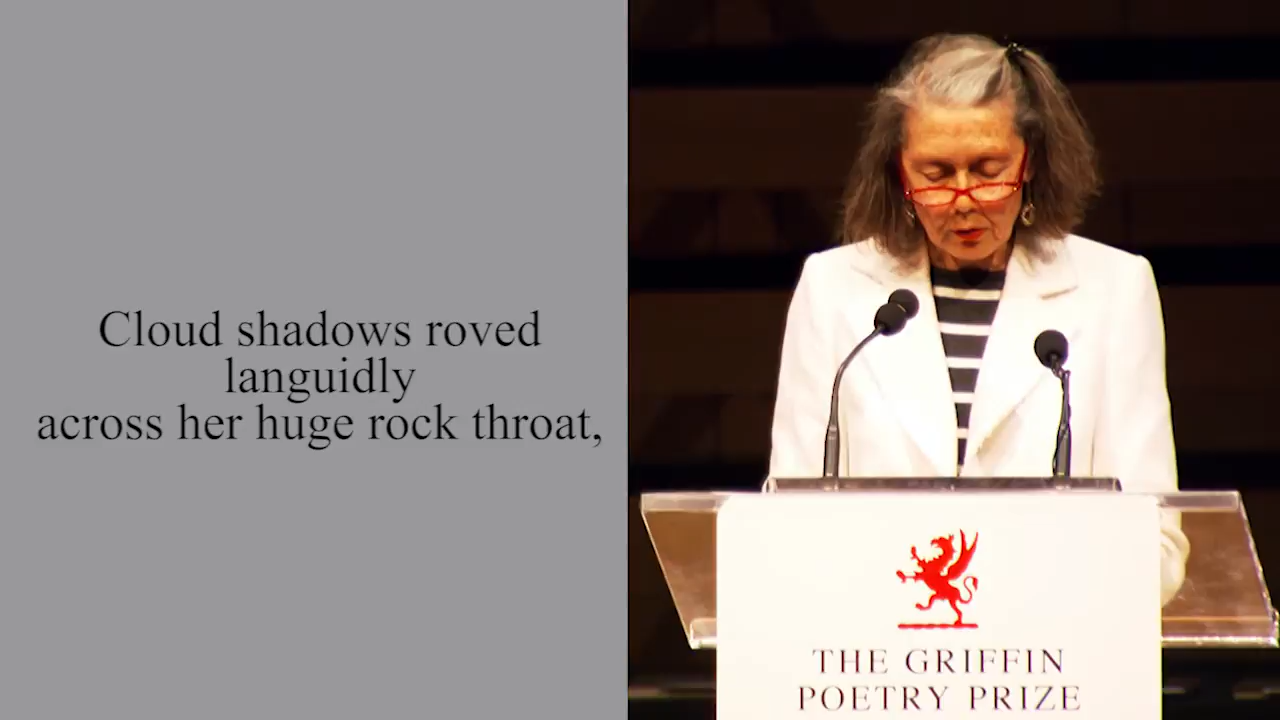 Cloud shadows roved
languidly
across her huge rock throat,
THE GRIFFIN
POETRY PRIZE